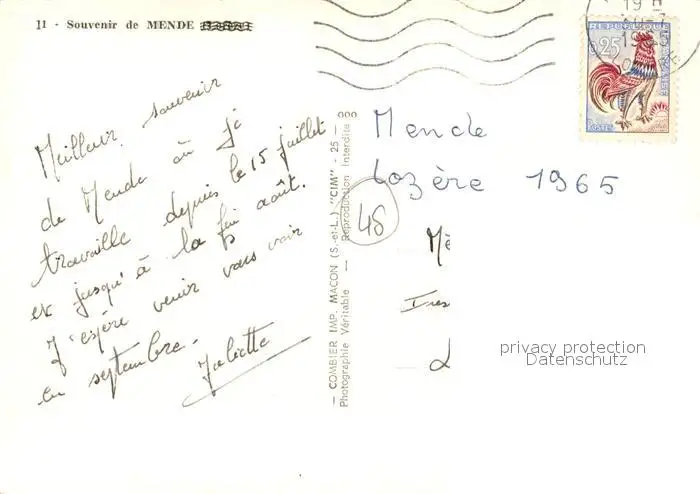 11 - Souvenir de MENDE
Meilleur souvenir
de Mende où je
travaille depuis le 15 juillet
et jusqu'à la fin août.
J'espère venir vous voir
en septembre.
Juliette
— COMBIER IMP. MACON (S.-et-L.) "CIM" - 25 —
Photographie Véritable — Reproduction Interdite
000
Mende
Lozère 1965
48
Mè
L
privacy protection
Datenschutz
0,25
POSTES
1965